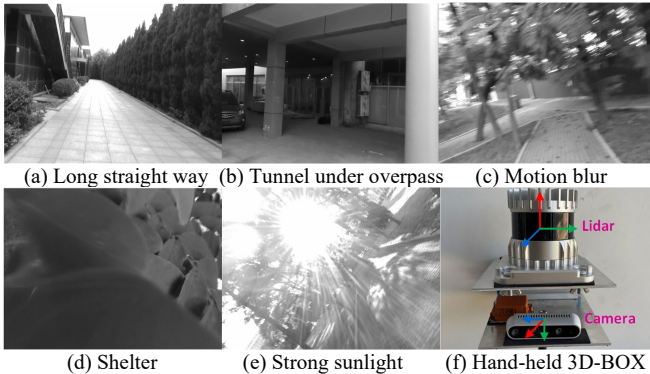 (a) Long straight way (b) Tunnel under overpass (c) Motion blur
Lidar
Camera
(d) Shelter (e) Strong sunlight (f) Hand-held 3D-BOX